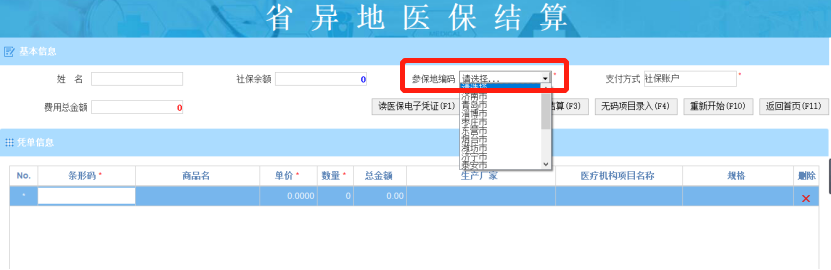 省异地医保结算
基本信息
姓 名 社保余额 0 参保地编码 请选择... * 支付方式 社保账户 *
请选择
济南市
青岛市
淄博市
枣庄市
东营市
烟台市
潍坊市
济宁市
泰安市
费用总金额 0 读医保电子凭证(F1) 结算(F3) 无码项目录入(F4) 重新开始(F10) 返回首页(F11)
凭单信息
No. 条形码* 商品名 单价* 数量* 总金额 生产厂家 医疗机构项目名称 规格 删除
* 0.0000 0 0.00